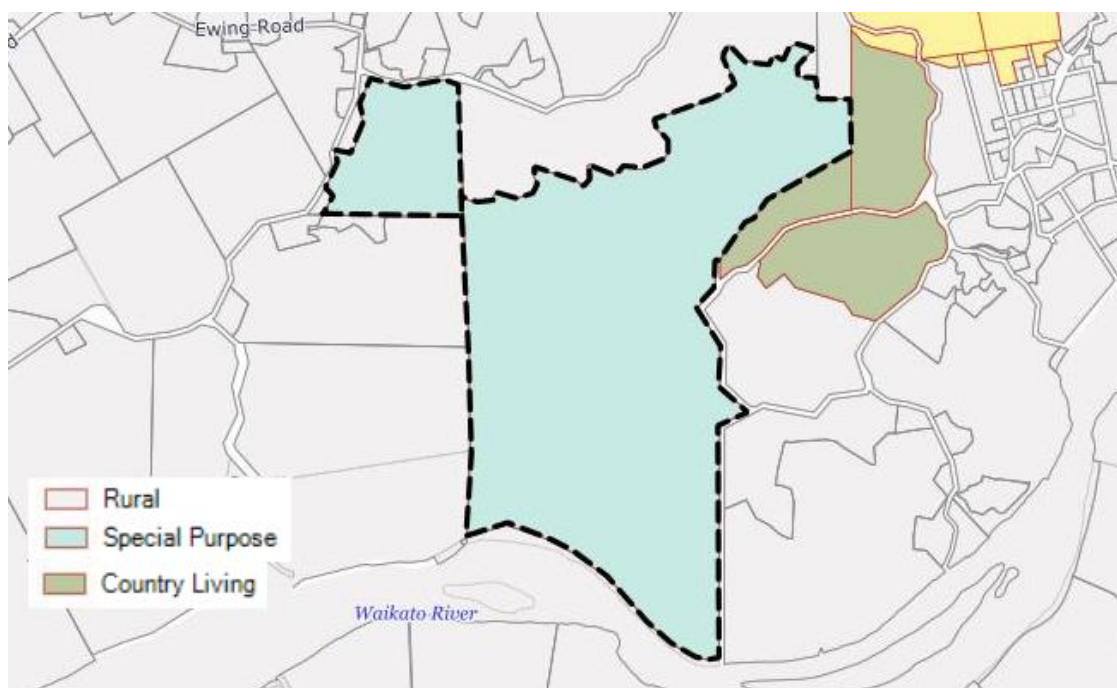 Ewing Road
d
Rural
Special Purpose
Country Living
Waikato River